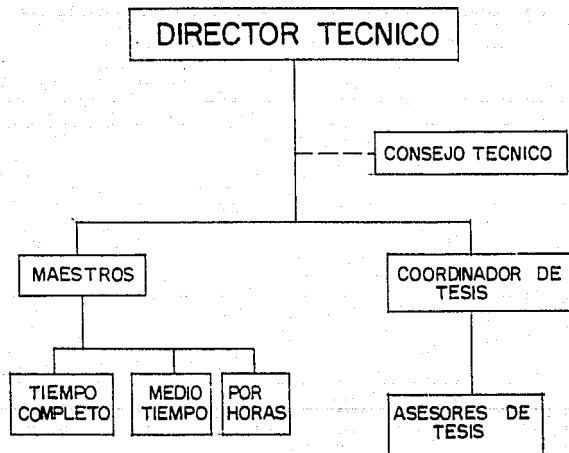 DIRECTOR TECNICO
CONSEJO TECNICO
MAESTROS
COORDINADOR DE
TESIS
TIEMPO
COMPLETO
MEDIO
TIEMPO
POR
HORAS
ASESORES DE
TESIS